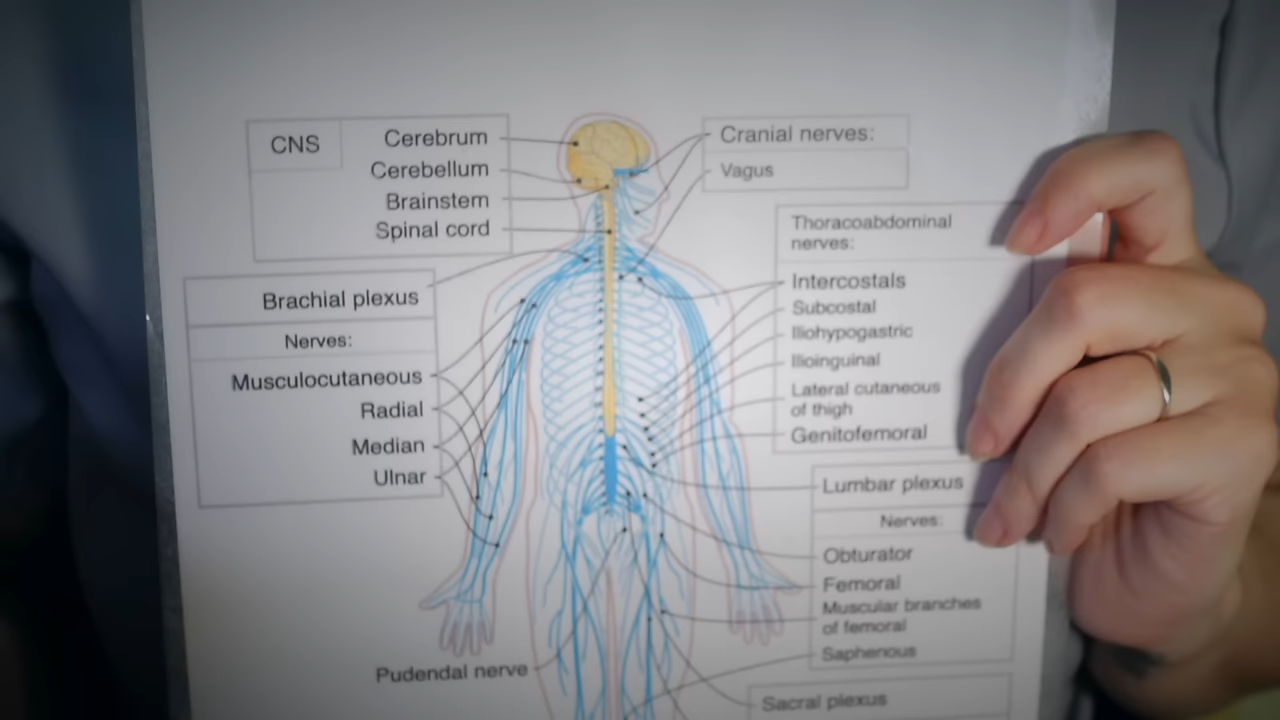 CNS
Cerebrum
Cerebellum
Brainstem
Spinal cord
Brachial plexus
Nerves:
Musculocutaneous
Radial
Median
Ulnar
Pudendal nerve
Cranial nerves:
Vagus
Thoracoabdominal
nerves:
Intercostals
Subcostal
Iliohypogastric
Ilioinguinal
Lateral cutaneous
of thigh
Genitofemoral
Lumbar plexus
Nerves:
Obturator
Femoral
Muscular branches
of femoral
Saphenous
Sacral plexus